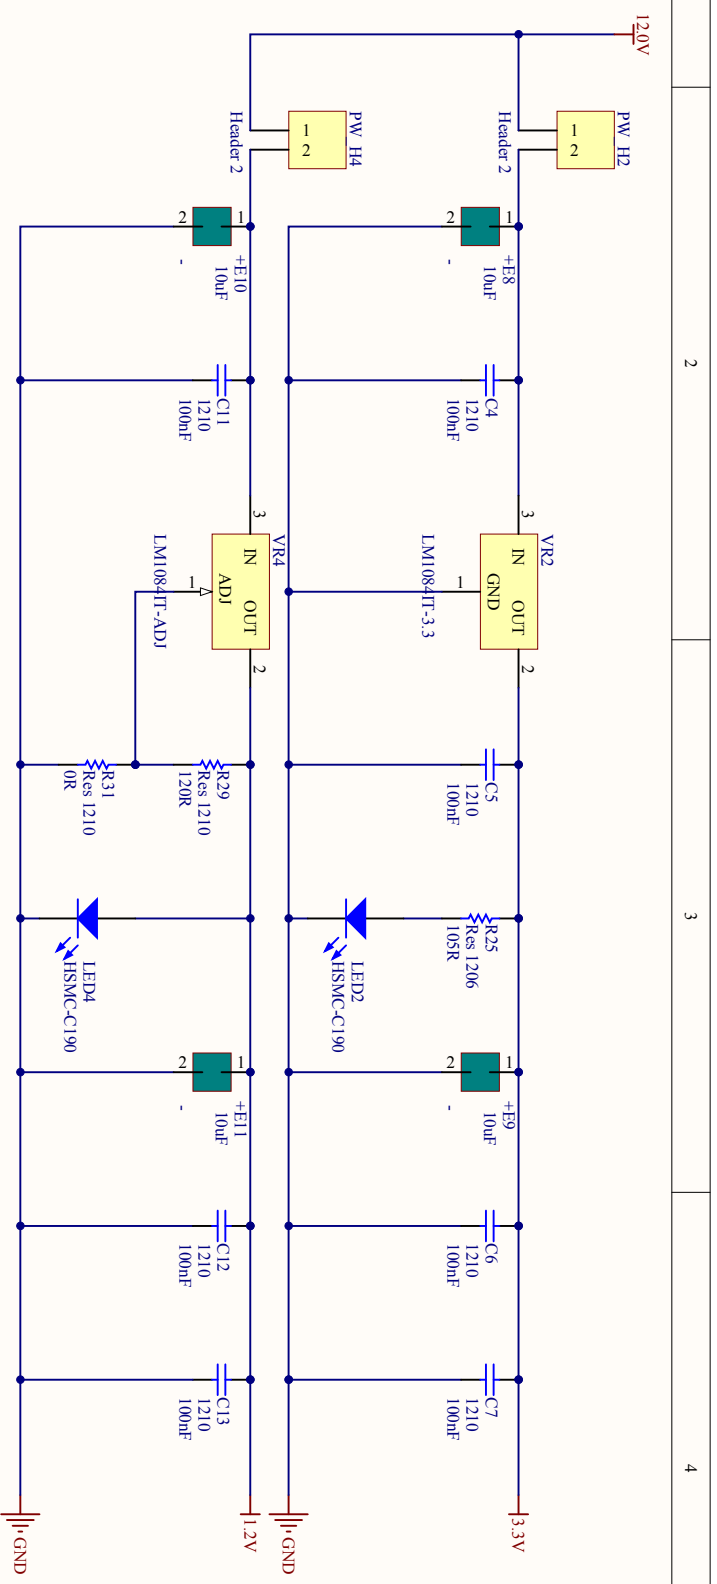 2
3
4
12.0V
PW_H2
1
2
Header 2
1
2
+E8
10uF
-
C4
1210
100nF
VR2
3
IN
OUT
2
GND
1
LM1084IT-3.3
C5
1210
100nF
R25
Res 1206
105R
LED2
HSMC-C190
1
2
+E9
10uF
-
C6
1210
100nF
C7
1210
100nF
3.3V
GND
PW_H4
1
2
Header 2
1
2
+E10
10uF
-
C11
1210
100nF
VR4
3
IN
OUT
2
ADJ
1
LM1084IT-ADJ
R29
Res 1210
120R
R31
Res 1210
0R
LED4
HSMC-C190
1
2
+E11
10uF
-
C12
1210
100nF
C13
1210
100nF
1.2V
GND